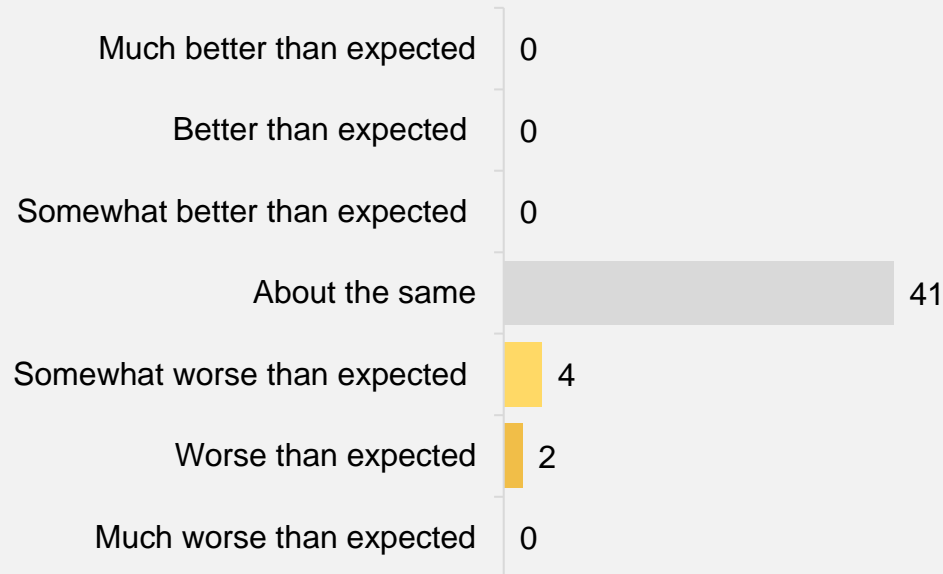 Much better than expected 0
Better than expected 0
Somewhat better than expected 0
About the same 41
Somewhat worse than expected 4
Worse than expected 2
Much worse than expected 0